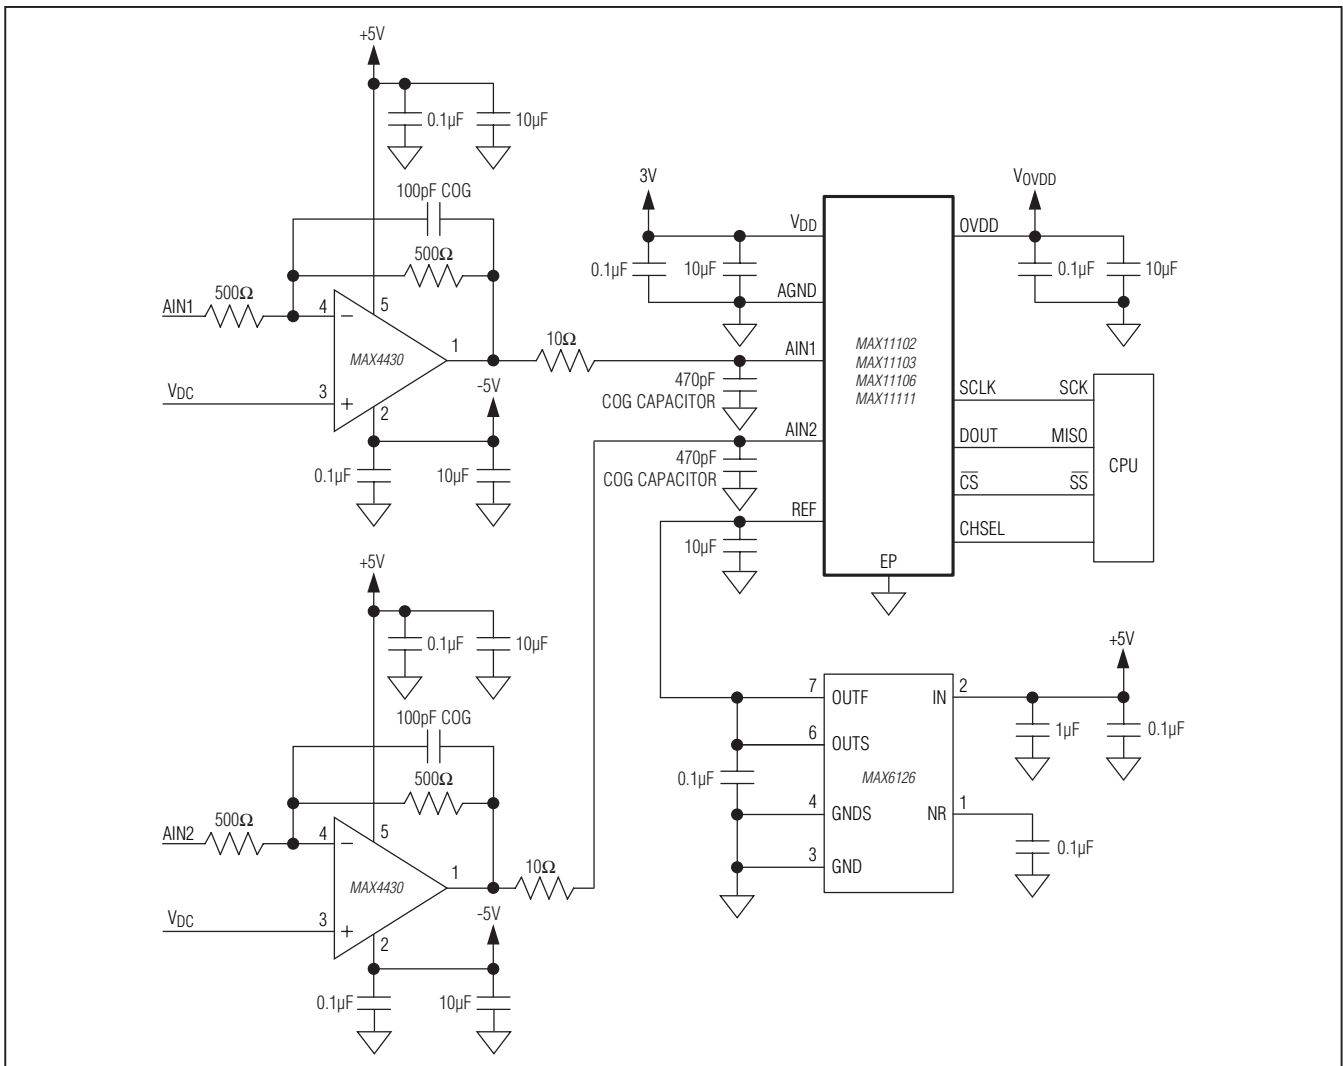 +5V
0.1µF
10µF
100pF COG
500Ω
AIN1
500Ω
4
5
−
MAX4430
1
10Ω
VDC
3
+
2
-5V
0.1µF
10µF
3V
VDD
0.1µF
10µF
AGND
AIN1
470pF
COG CAPACITOR
AIN2
470pF
COG CAPACITOR
REF
10µF
MAX11102
MAX11103
MAX11106
MAX11111
EP
VOVDD
OVDD
0.1µF
10µF
SCLK
SCK
DOUT
MISO
CS
SS
CHSEL
CPU
+5V
0.1µF
10µF
100pF COG
500Ω
AIN2
500Ω
4
5
−
MAX4430
1
10Ω
VDC
3
+
2
-5V
0.1µF
10µF
+5V
7
OUTF
IN
2
1µF
0.1µF
6
OUTS
0.1µF
MAX6126
4
GNDS
NR
1
0.1µF
3
GND